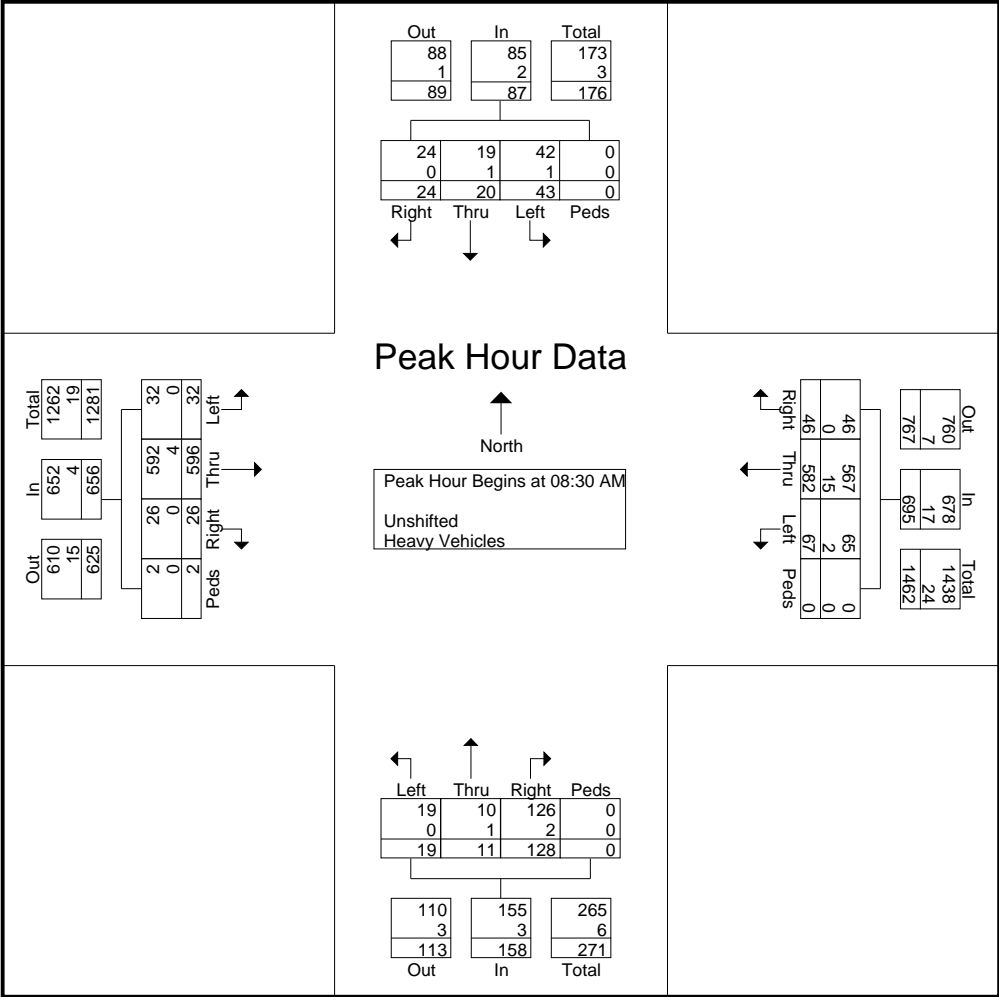 Out In Total
88 85 173
1 2 3
89 87 176
24 19 42 0
0 1 1 0
24 20 43 0
Right Thru Left Peds
Peak Hour Data
North
Peak Hour Begins at 08:30 AM
Unshifted
Heavy Vehicles
Total In Out
1262 652 610
19 4 15
1281 656 625
32 592 26 2
0 4 0 0
32 596 26 2
Left Thru Right Peds
Out In Total
760 678 1438
7 17 24
767 695 1462
46 567 65 0
0 15 2 0
46 582 67 0
Right Thru Left Peds
Left Thru Right Peds
19 10 126 0
0 1 2 0
19 11 128 0
110 155 265
3 3 6
113 158 271
Out In Total